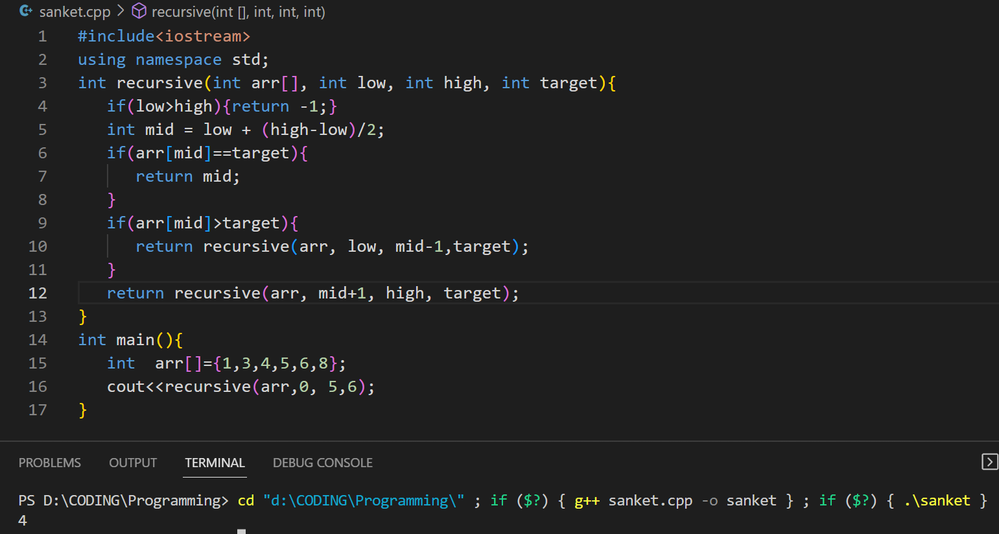 sanket.cpp > recursive(int [], int, int, int)
1 #include<iostream>
2 using namespace std;
3 int recursive(int arr[], int low, int high, int target){
4    if(low>high){return -1;}
5    int mid = low + (high-low)/2;
6    if(arr[mid]==target){
7       return mid;
8    }
9    if(arr[mid]>target){
10       return recursive(arr, low, mid-1,target);
11    }
12    return recursive(arr, mid+1, high, target);
13 }
14 int main(){
15    int  arr[]={1,3,4,5,6,8};
16    cout<<recursive(arr,0, 5,6);
17 }
PROBLEMS OUTPUT TERMINAL DEBUG CONSOLE
PS D:\CODING\Programming> cd "d:\CODING\Programming\" ; if ($?) { g++ sanket.cpp -o sanket } ; if ($?) { .\sanket }
4